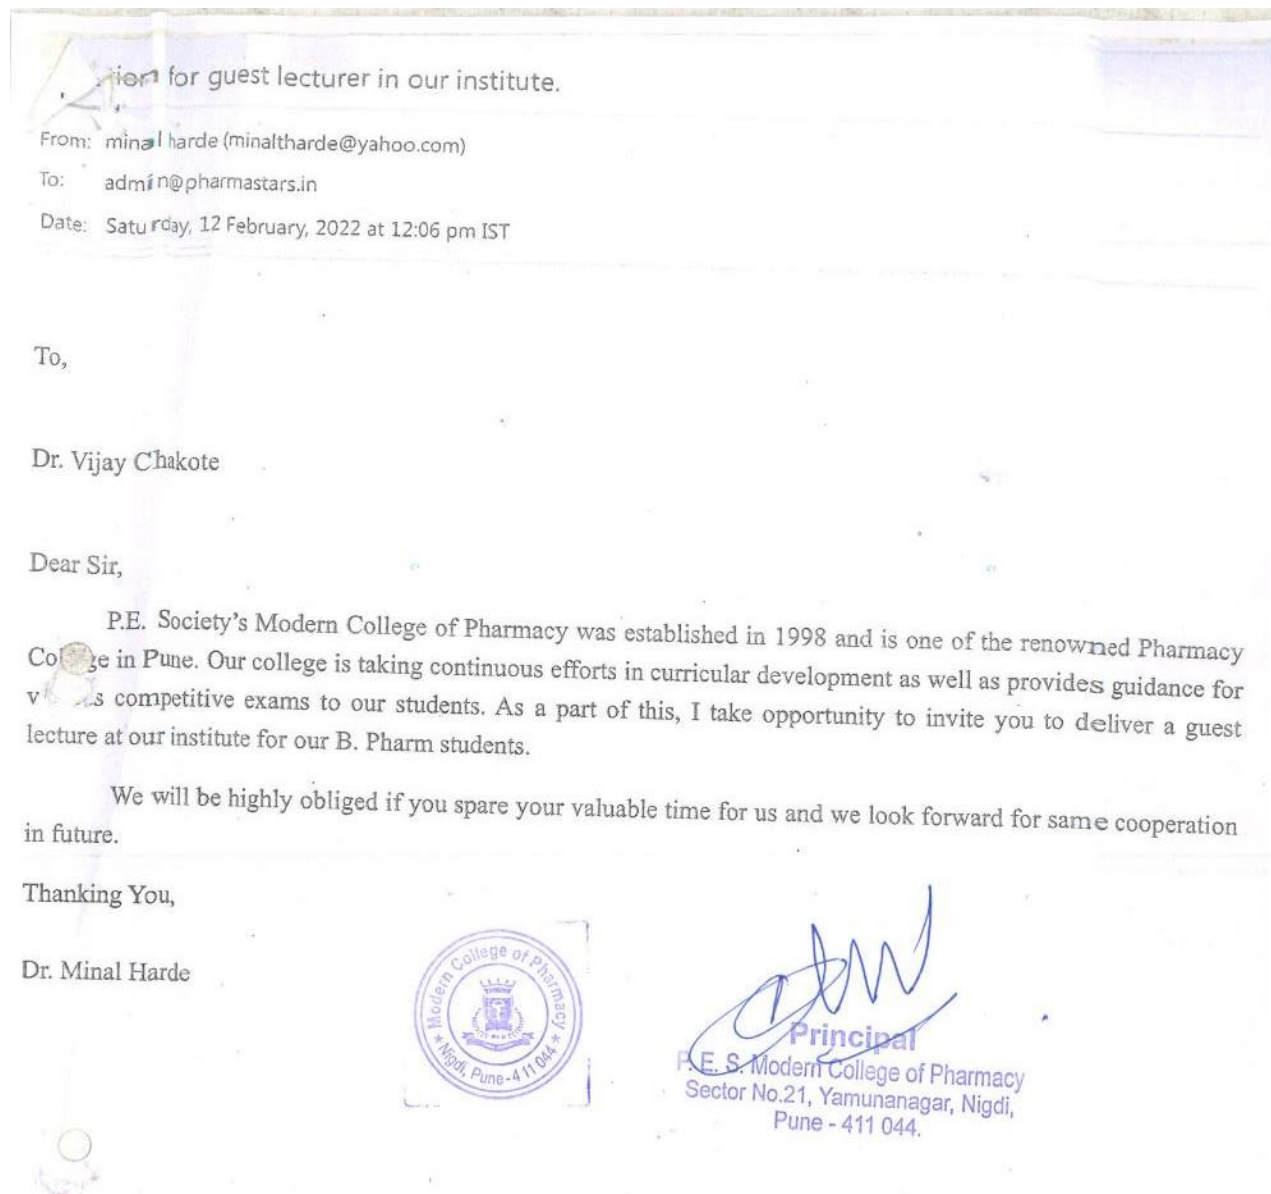 for guest lecturer in our institute.
From: minal harde (minaltharde@yahoo.com)
To: admin@pharmastars.in
Date: Saturday, 12 February, 2022 at 12:06 pm IST
To,
Dr. Vijay Chakote
Dear Sir,
P.E. Society's Modern College of Pharmacy was established in 1998 and is one of the renowned Pharmacy
in Pune. Our college is taking continuous efforts in curricular development as well as provides guidance for
competitive exams to our students. As a part of this, I take opportunity to invite you to deliver a guest
lecture at our institute for our B. Pharm students.
We will be highly obliged if you spare your valuable time for us and we look forward for same cooperation
in future.
Thanking You,
Dr. Minal Harde
Modern College of Pharmacy
★ Nigdi, Pune-411 044 ★
Principal
P. E. S. Modern College of Pharmacy
Sector No.21, Yamunanagar, Nigdi,
Pune - 411 044.